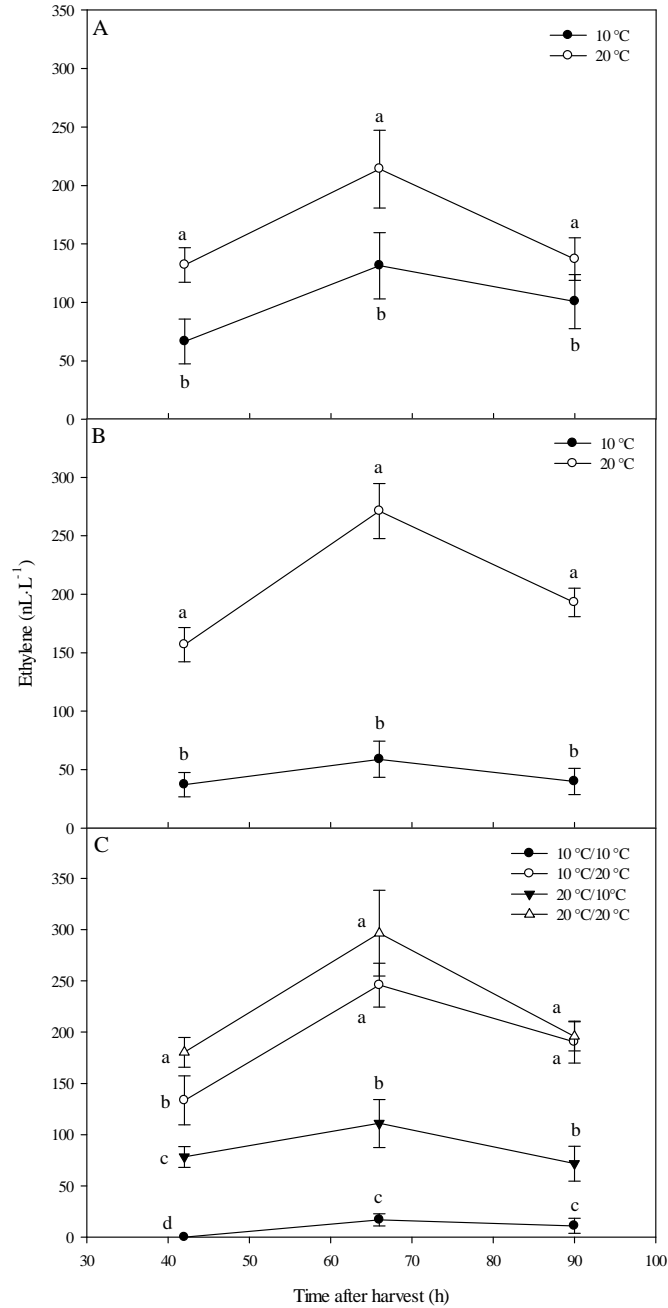 350
A
10 °C
20 °C
300
250
a
200
150
a
a
100
b
b
50
b
0
B
10 °C
20 °C
300
a
250
200
a
a
150
100
b
b
b
50
0
Ethylene (nL·L-1)
C
10 °C/10 °C
10 °C/20 °C
20 °C/10°C
20 °C/20 °C
350
300
a
250
a
a
200
a
a
150
b
b
b
100
c
50
c
c
d
0
30
40
50
60
70
80
90
100
Time after harvest (h)